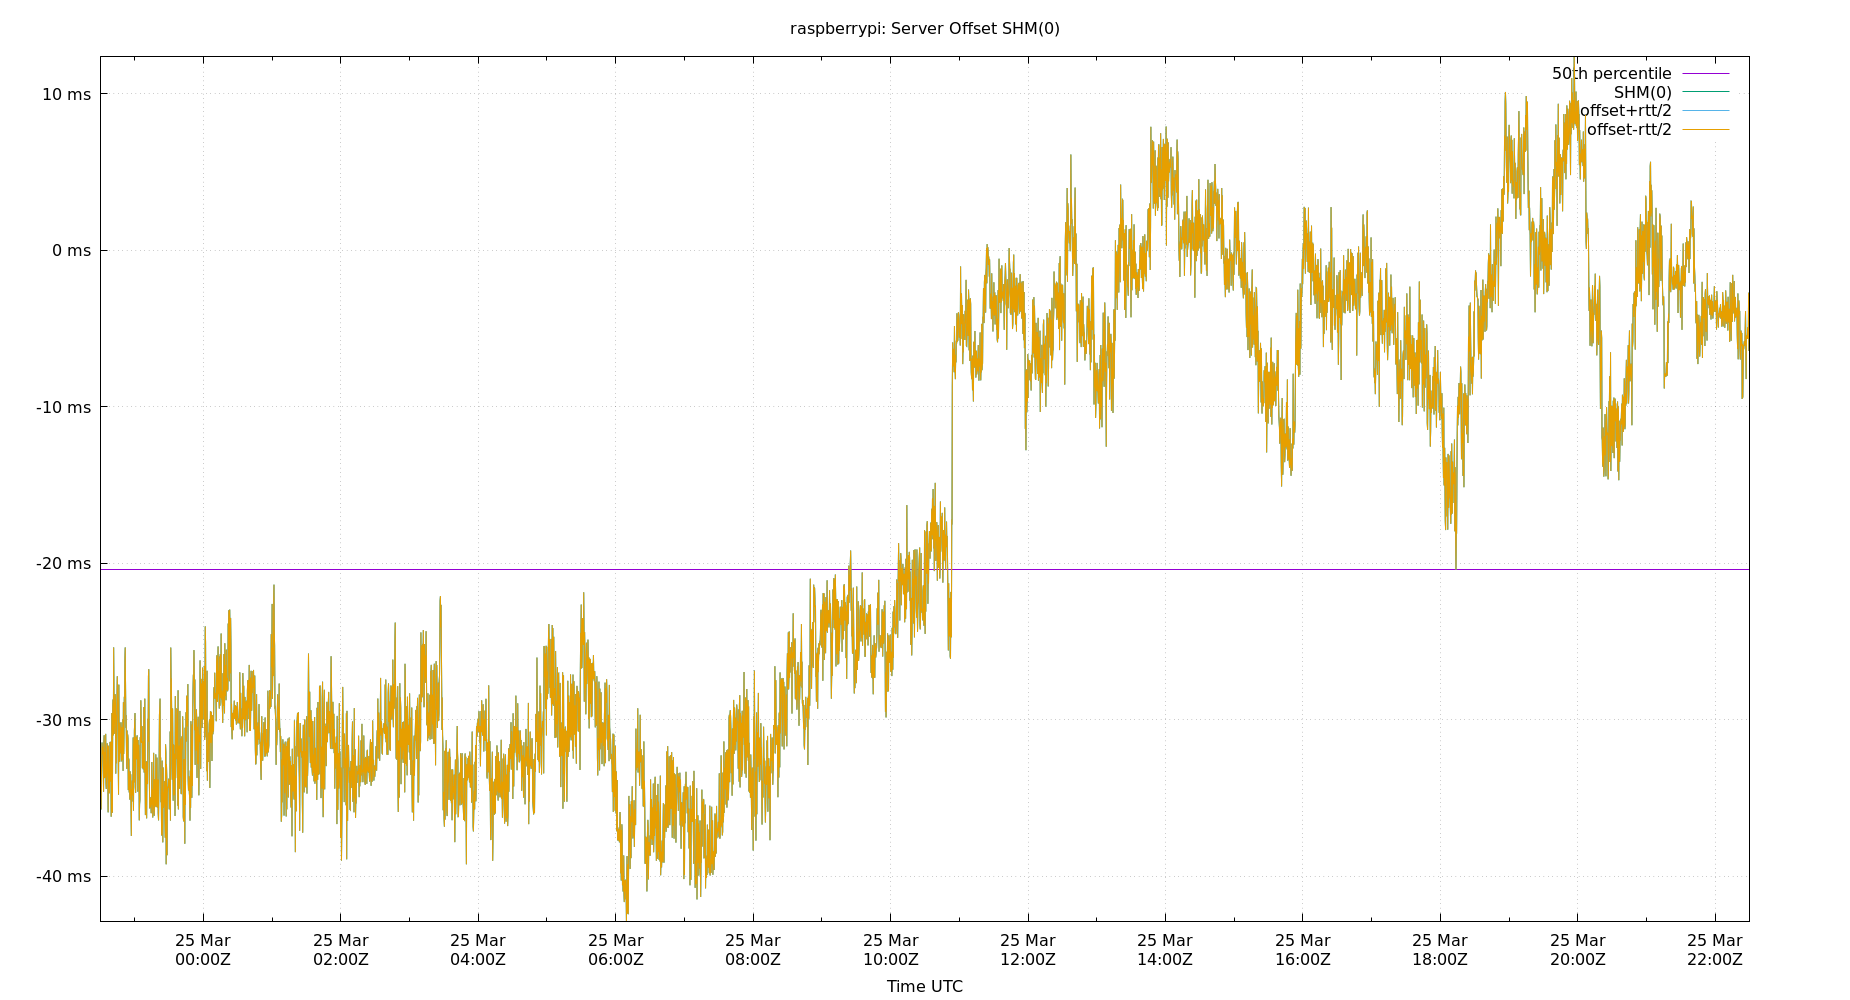 raspberrypi: Server Offset SHM(0)
50th percentile
SHM(0)
offset+rtt/2
offset-rtt/2
10 ms
0 ms
-10 ms
-20 ms
-30 ms
-40 ms
25 Mar 25 Mar 25 Mar 25 Mar 25 Mar 25 Mar 25 Mar 25 Mar 25 Mar 25 Mar 25 Mar 25 Mar
00:00Z 02:00Z 04:00Z 06:00Z 08:00Z 10:00Z 12:00Z 14:00Z 16:00Z 18:00Z 20:00Z 22:00Z
Time UTC